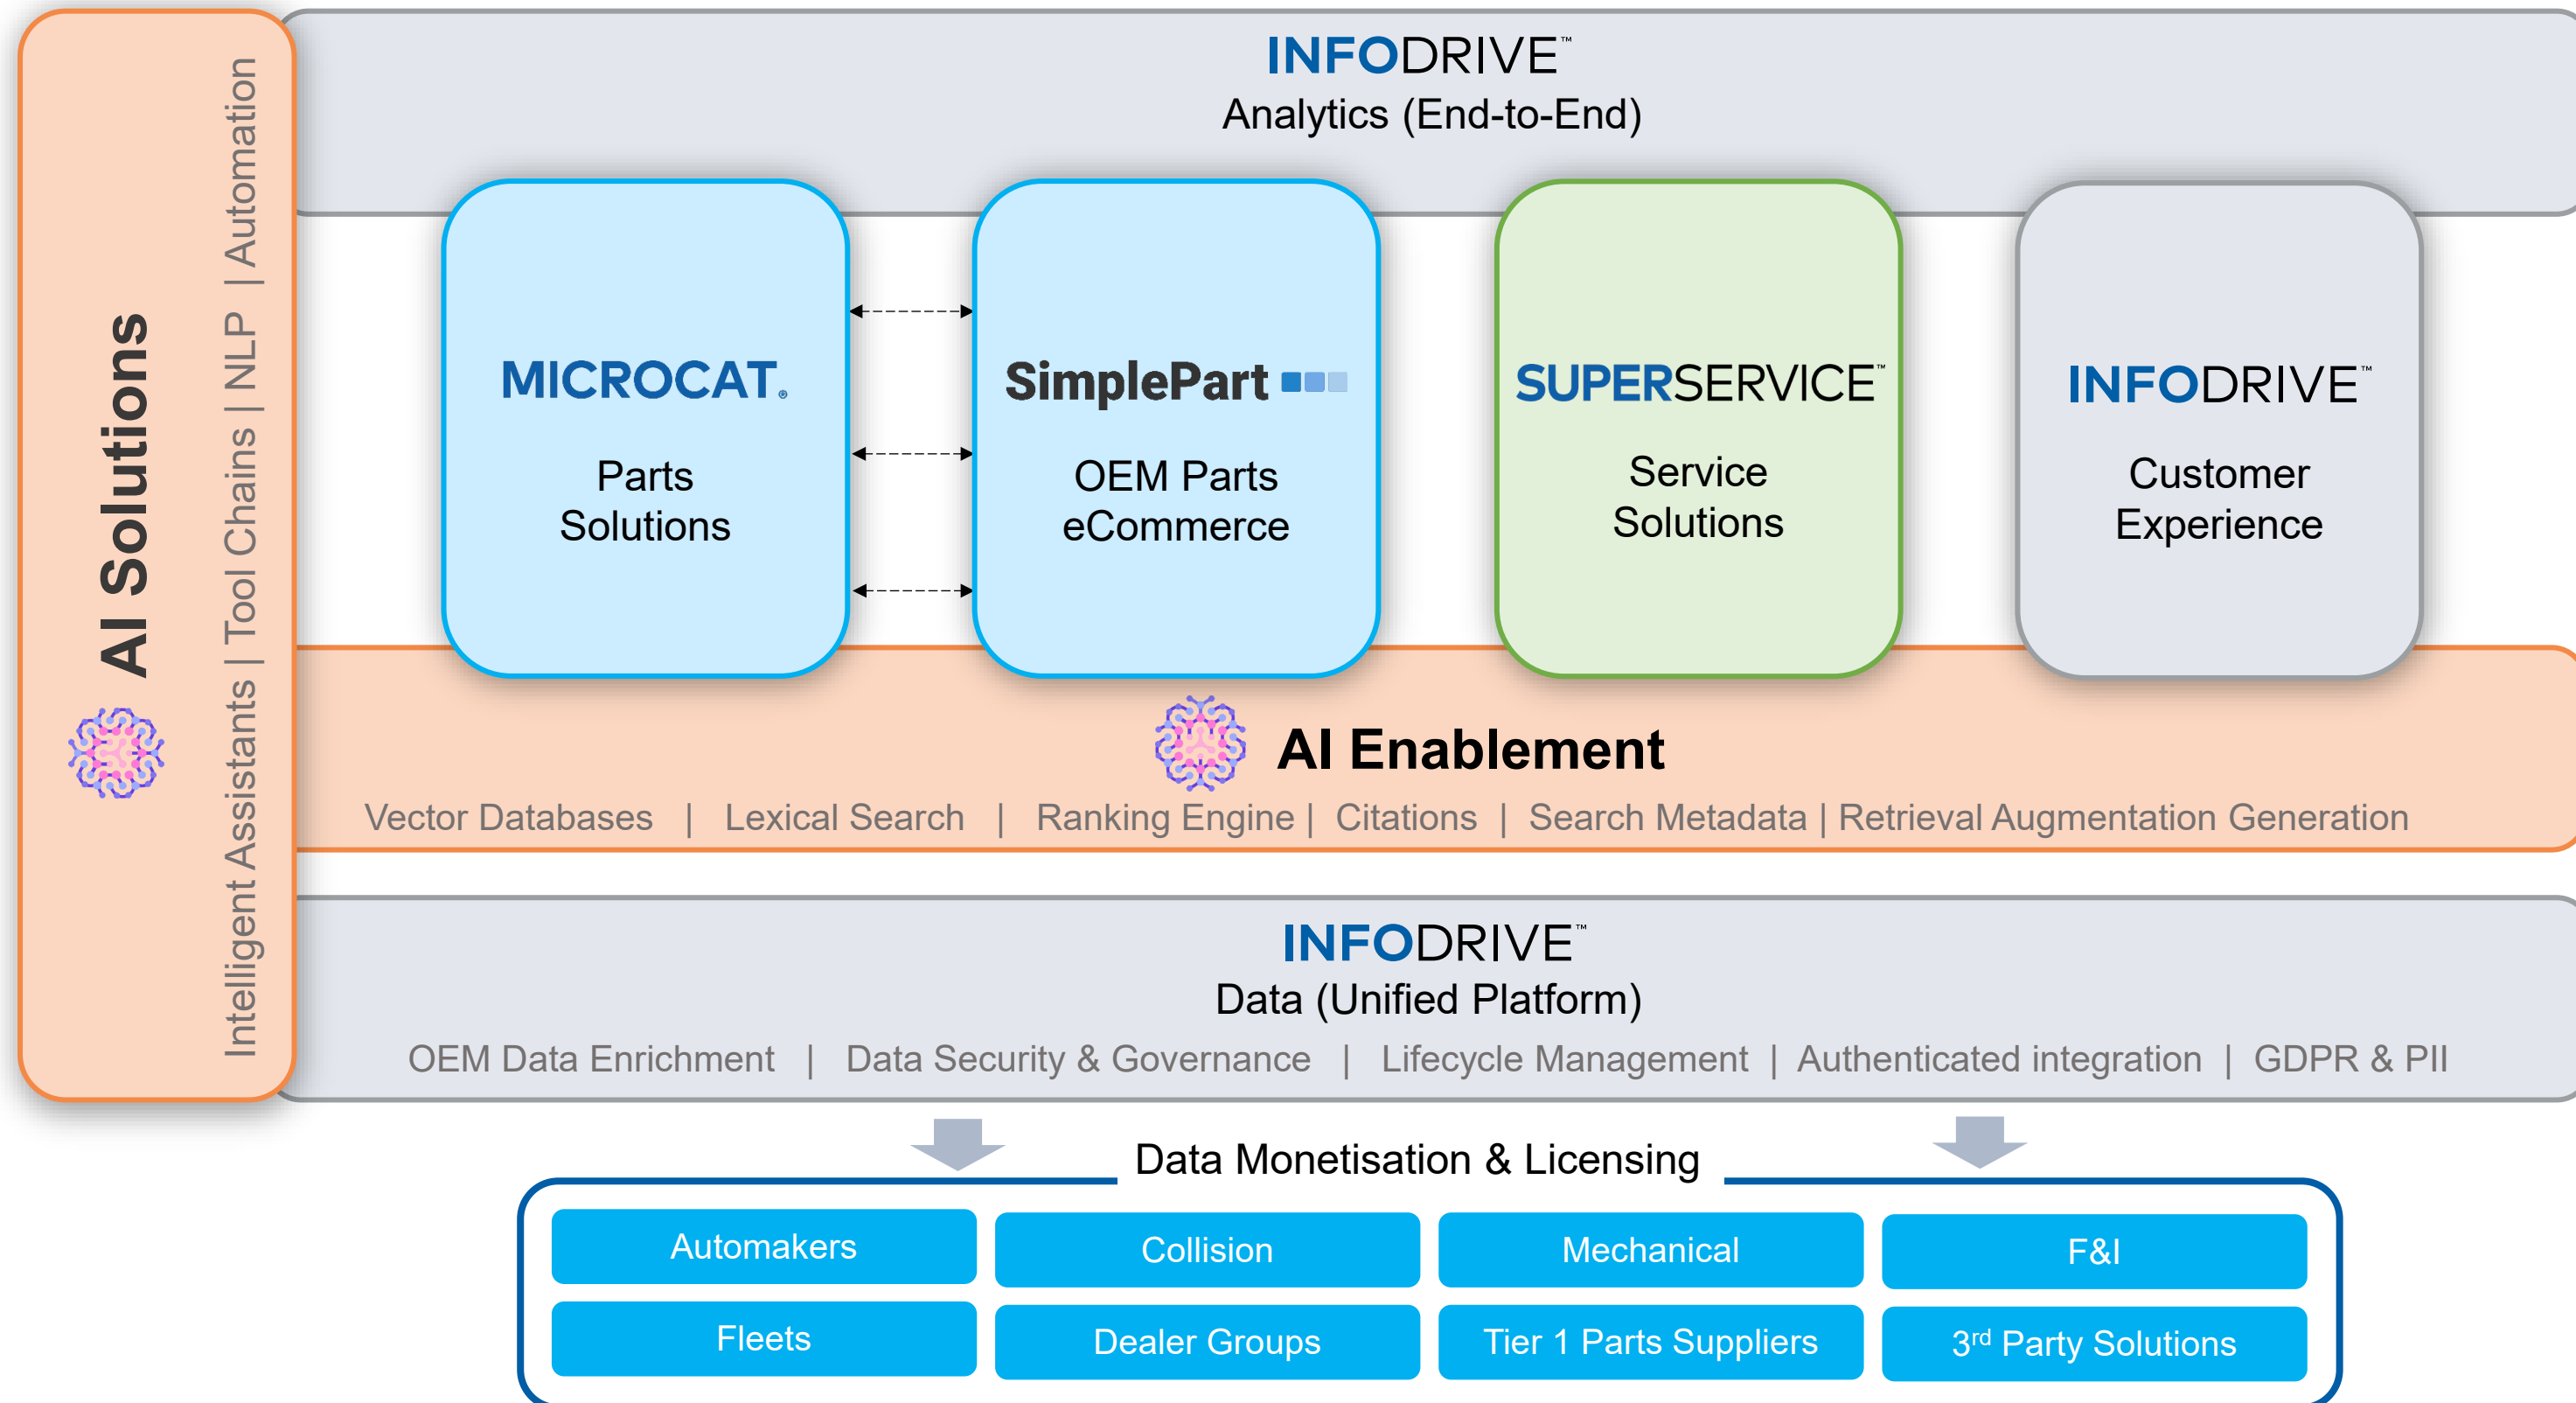 AI Solutions
Intelligent Assistants | Tool Chains | NLP | Automation
INFODRIVE™
Analytics (End-to-End)
MICROCAT®
Parts
Solutions
SimplePart
OEM Parts
eCommerce
SUPERSERVICE™
Service
Solutions
INFODRIVE™
Customer
Experience
AI Enablement
Vector Databases | Lexical Search | Ranking Engine | Citations | Search Metadata | Retrieval Augmentation Generation
INFODRIVE™
Data (Unified Platform)
OEM Data Enrichment | Data Security & Governance | Lifecycle Management | Authenticated integration | GDPR & PII
Data Monetisation & Licensing
Automakers
Collision
Mechanical
F&I
Fleets
Dealer Groups
Tier 1 Parts Suppliers
3rd Party Solutions